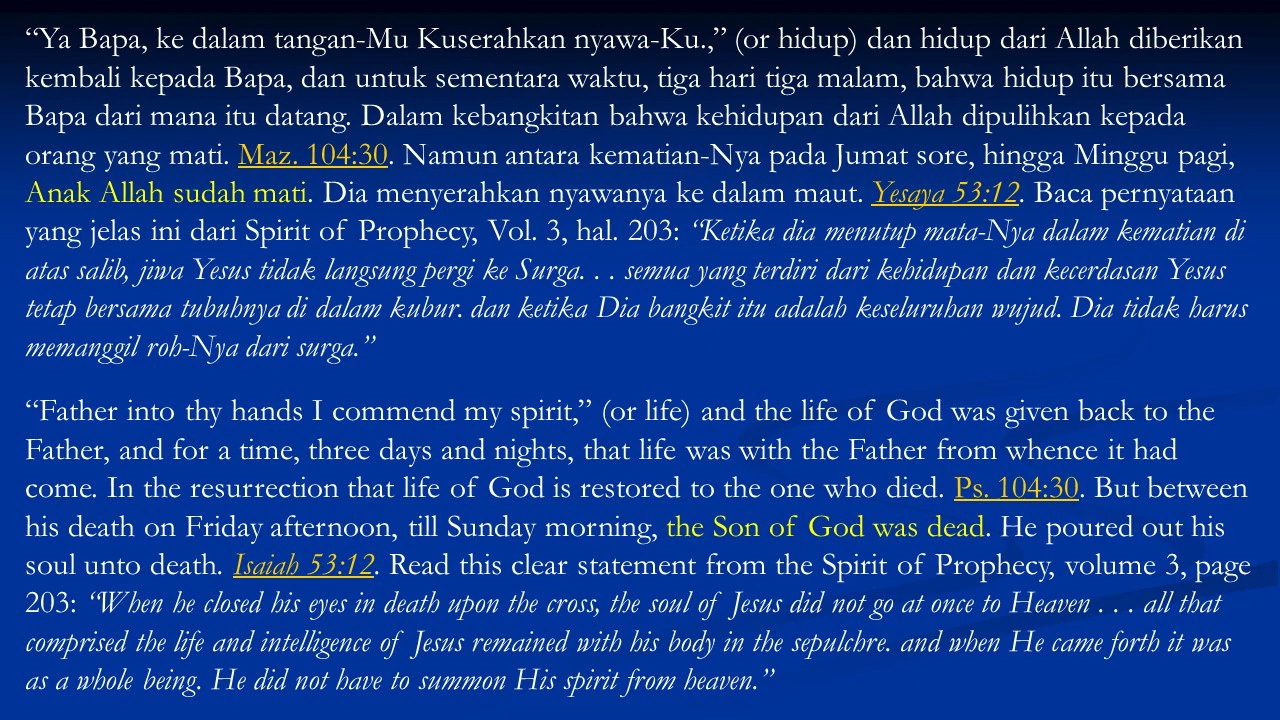 “Ya Bapa, ke dalam tangan-Mu Kuserahkan nyawa-Ku.,” (or hidup) dan hidup dari Allah diberikan
kembali kepada Bapa, dan untuk sementara waktu, tiga hari tiga malam, bahwa hidup itu bersama
Bapa dari mana itu datang. Dalam kebangkitan bahwa kehidupan dari Allah dipulihkan kepada
orang yang mati. Maz. 104:30. Namun antara kematian-Nya pada Jumat sore, hingga Minggu pagi,
Anak Allah sudah mati. Dia menyerahkan nyawanya ke dalam maut. Yesaya 53:12. Baca pernyataan
yang jelas ini dari Spirit of Prophecy, Vol. 3, hal. 203: “Ketika dia menutup mata-Nya dalam kematian di
atas salib, jiwa Yesus tidak langsung pergi ke Surga. . . semua yang terdiri dari kehidupan dan kecerdasan Yesus
tetap bersama tubuhnya di dalam kubur. dan ketika Dia bangkit itu adalah keseluruhan wujud. Dia tidak harus
memanggil roh-Nya dari surga.”
“Father into thy hands I commend my spirit,” (or life) and the life of God was given back to the
Father, and for a time, three days and nights, that life was with the Father from whence it had
come. In the resurrection that life of God is restored to the one who died. Ps. 104:30. But between
his death on Friday afternoon, till Sunday morning, the Son of God was dead. He poured out his
soul unto death. Isaiah 53:12. Read this clear statement from the Spirit of Prophecy, volume 3, page
203: “When he closed his eyes in death upon the cross, the soul of Jesus did not go at once to Heaven . . . all that
comprised the life and intelligence of Jesus remained with his body in the sepulchre. and when He came forth it was
as a whole being. He did not have to summon His spirit from heaven.”